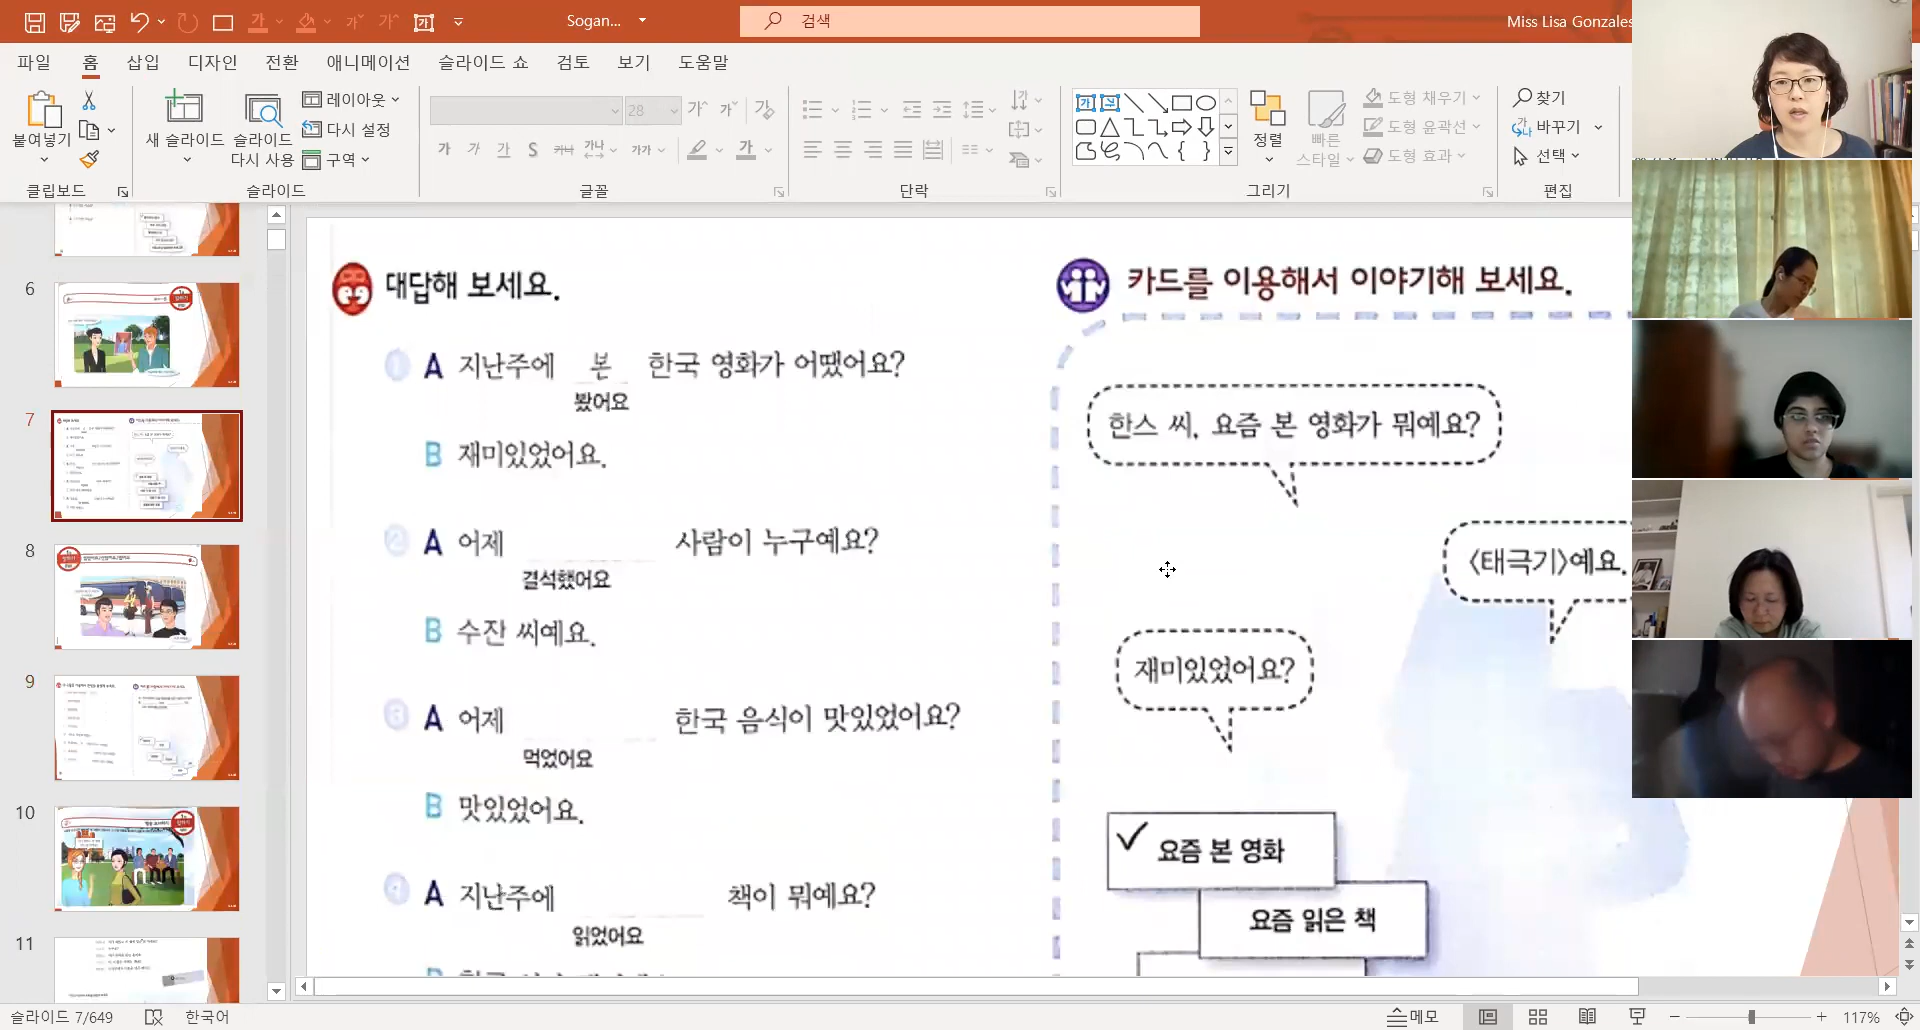 Sogan...
검색
Miss Lisa Gonzales
파일 홈 삽입 디자인 전환 애니메이션 슬라이드 쇼 검토 보기 도움말
붙여넣기
새 슬라이드
슬라이드 다시 사용
레이아웃
다시 설정
구역
28
정렬
빠른 스타일
도형 채우기
도형 윤곽선
도형 효과
찾기
바꾸기
선택
클립보드 슬라이드 글꼴 단락 그리기 편집
6
7
8
9
10
11
대답해 보세요.
1 A 지난주에 본 한국 영화가 어땠어요?
봤어요
B 재미있었어요.
2 A 어제 사람이 누구예요?
결석했어요
B 수잔 씨예요.
3 A 어제 한국 음식이 맛있었어요?
먹었어요
B 맛있었어요.
4 A 지난주에 책이 뭐예요?
읽었어요
카드를 이용해서 이야기해 보세요.
한스 씨, 요즘 본 영화가 뭐예요?
〈태극기〉예요.
재미있었어요?
요즘 본 영화
요즘 읽은 책
슬라이드 7/649 한국어 메모 117%